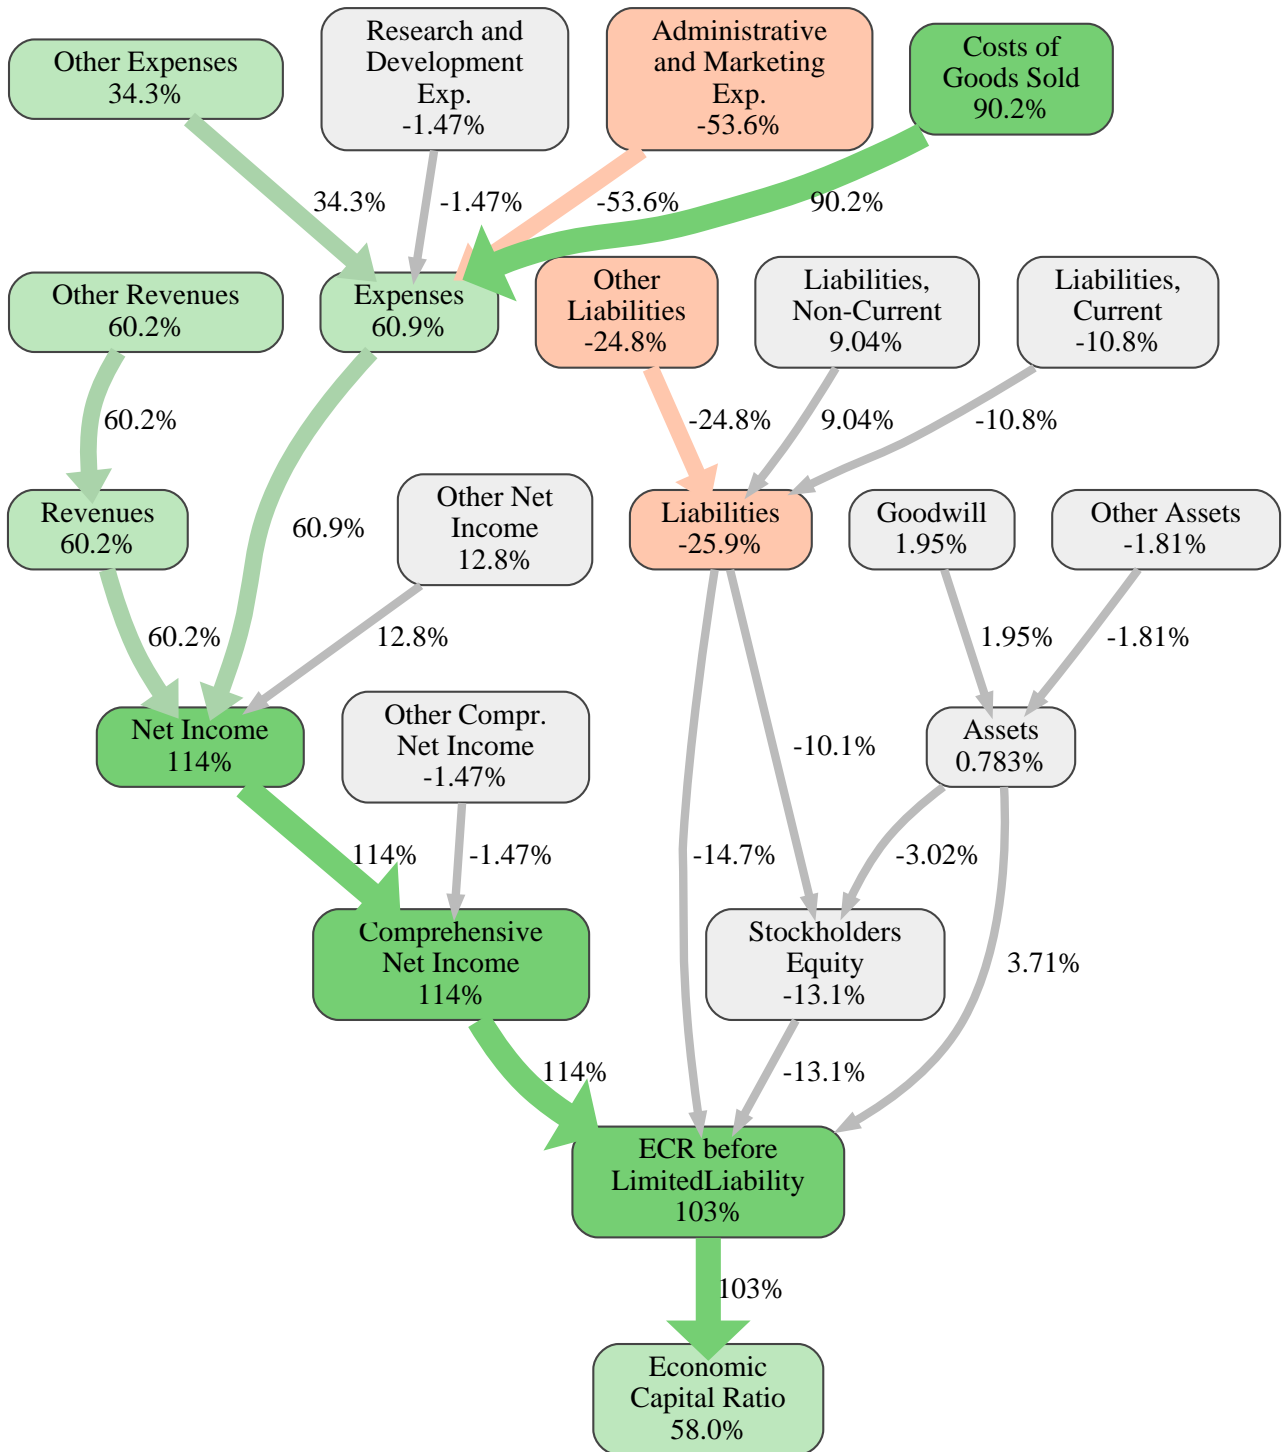 Other Expenses
34.3%
Research and
Development
Exp.
-1.47%
Administrative
and Marketing
Exp.
-53.6%
Costs of
Goods Sold
90.2%
34.3%
-1.47%
-53.6%
90.2%
Other Revenues
60.2%
Expenses
60.9%
Other
Liabilities
-24.8%
Liabilities,
Non-Current
9.04%
Liabilities,
Current
-10.8%
60.2%
-24.8%
9.04%
-10.8%
Revenues
60.2%
60.9%
Other Net
Income
12.8%
Liabilities
-25.9%
Goodwill
1.95%
Other Assets
-1.81%
60.2%
12.8%
1.95%
-1.81%
Net Income
114%
Other Compr.
Net Income
-1.47%
-10.1%
Assets
0.783%
114%
-1.47%
-14.7%
-3.02%
Comprehensive
Net Income
114%
Stockholders
Equity
-13.1%
3.71%
114%
-13.1%
ECR before
LimitedLiability
103%
103%
Economic
Capital Ratio
58.0%